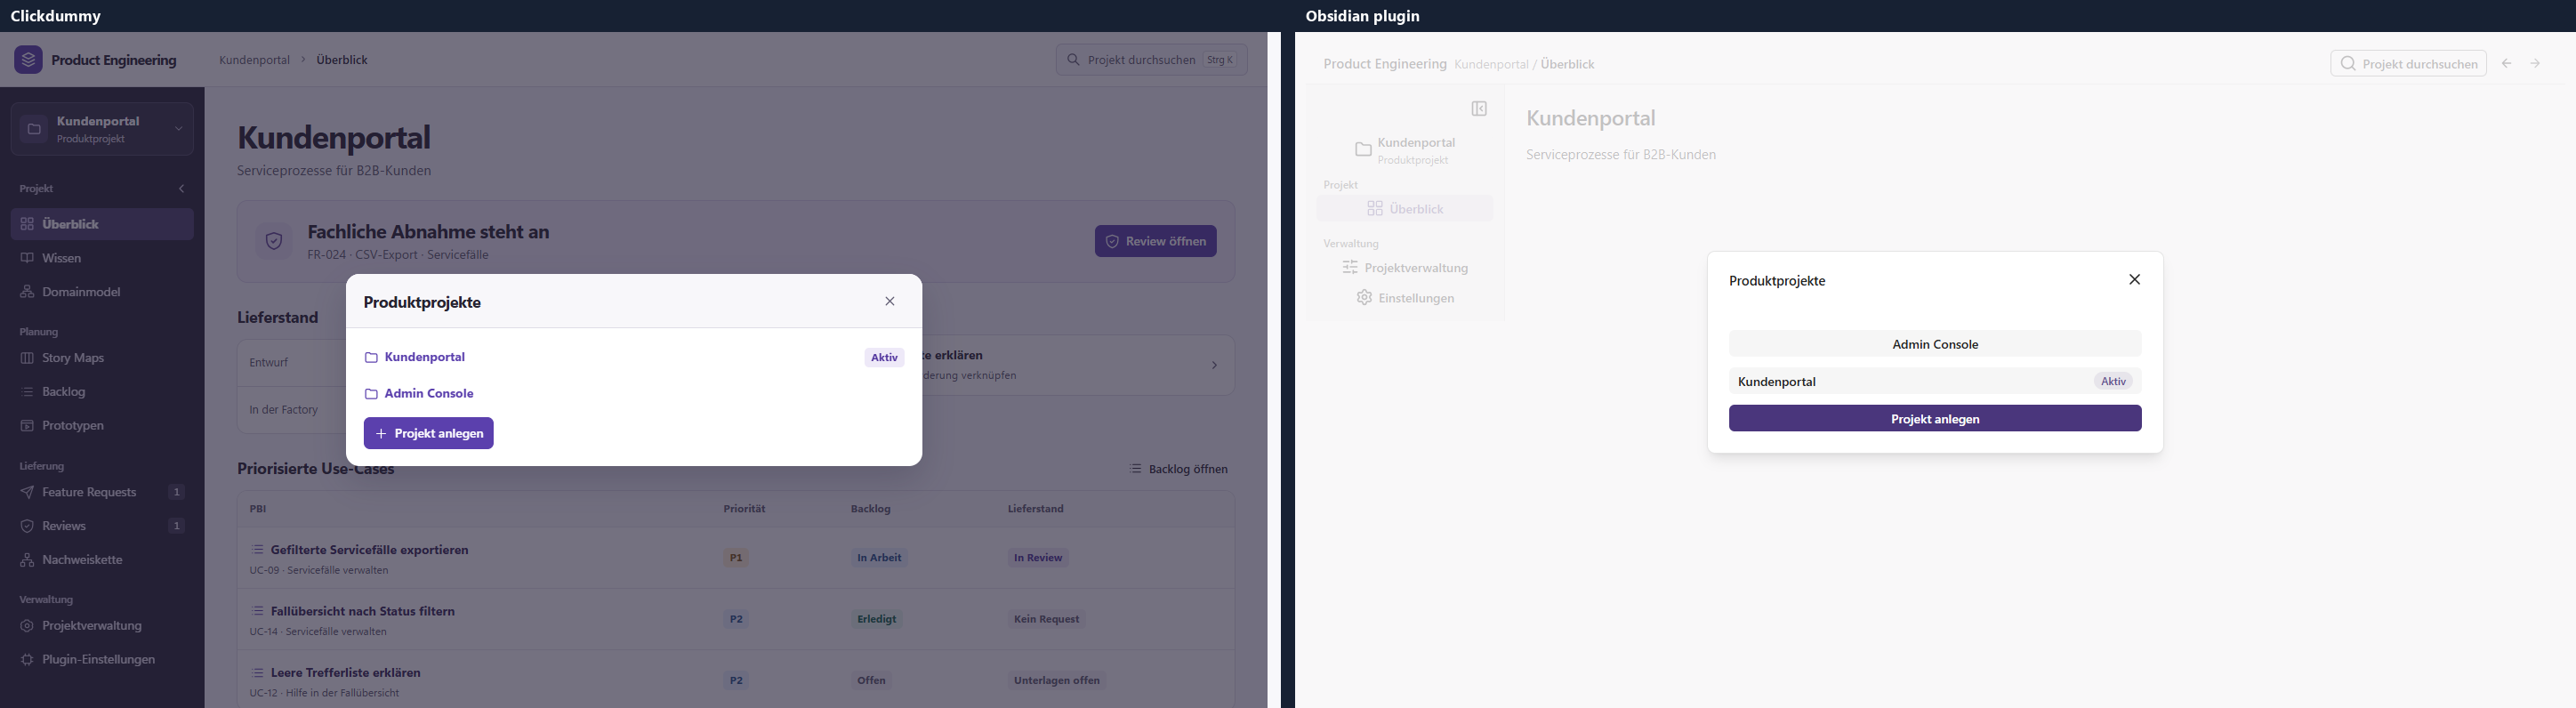 Clickdummy
Product Engineering
Kundenportal > Überblick
Projekt durchsuchen Strg K
Kundenportal
Produktprojekt
Projekt
Überblick
Wissen
Domainmodel
Planung
Story Maps
Backlog
Prototypen
Lieferung
Feature Requests 1
Reviews 1
Nachweiskette
Verwaltung
Projektverwaltung
Plugin-Einstellungen
Kundenportal
Serviceprozesse für B2B-Kunden
Fachliche Abnahme steht an
FR-024 · CSV-Export · Servicefälle
Review öffnen
Lieferstand
Entwurf
In der Factory
te erklären
derung verknüpfen
Produktprojekte
Kundenportal Aktiv
Admin Console
Projekt anlegen
Priorisierte Use-Cases
Backlog öffnen
PBI Priorität Backlog Lieferstand
Gefilterte Servicefälle exportieren P1 In Arbeit In Review
UC-09 · Servicefälle verwalten
Fallübersicht nach Status filtern P2 Erledigt Kein Request
UC-14 · Servicefälle verwalten
Leere Trefferliste erklären P2 Offen Unterlagen offen
UC-12 · Hilfe in der Fallübersicht
Obsidian plugin
Product Engineering Kundenportal / Überblick
Projekt durchsuchen
Kundenportal
Produktprojekt
Projekt
Überblick
Verwaltung
Projektverwaltung
Einstellungen
Kundenportal
Serviceprozesse für B2B-Kunden
Produktprojekte
Admin Console
Kundenportal Aktiv
Projekt anlegen